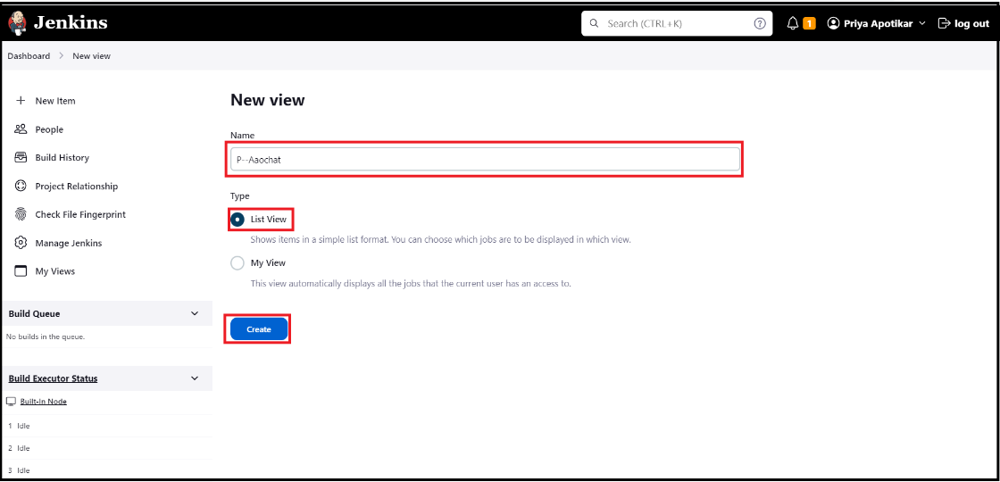 Jenkins
Search (CTRL+K)
1
Priya Apotikar
log out
Dashboard
New view
New Item
People
Build History
Project Relationship
Check File Fingerprint
Manage Jenkins
My Views
Build Queue
No builds in the queue.
Build Executor Status
Built-In Node
1 Idle
2 Idle
3 Idle
New view
Name
P--Aaochat
Type
List View
Shows items in a simple list format. You can choose which jobs are to be displayed in which view.
My View
This view automatically displays all the jobs that the current user has an access to.
Create